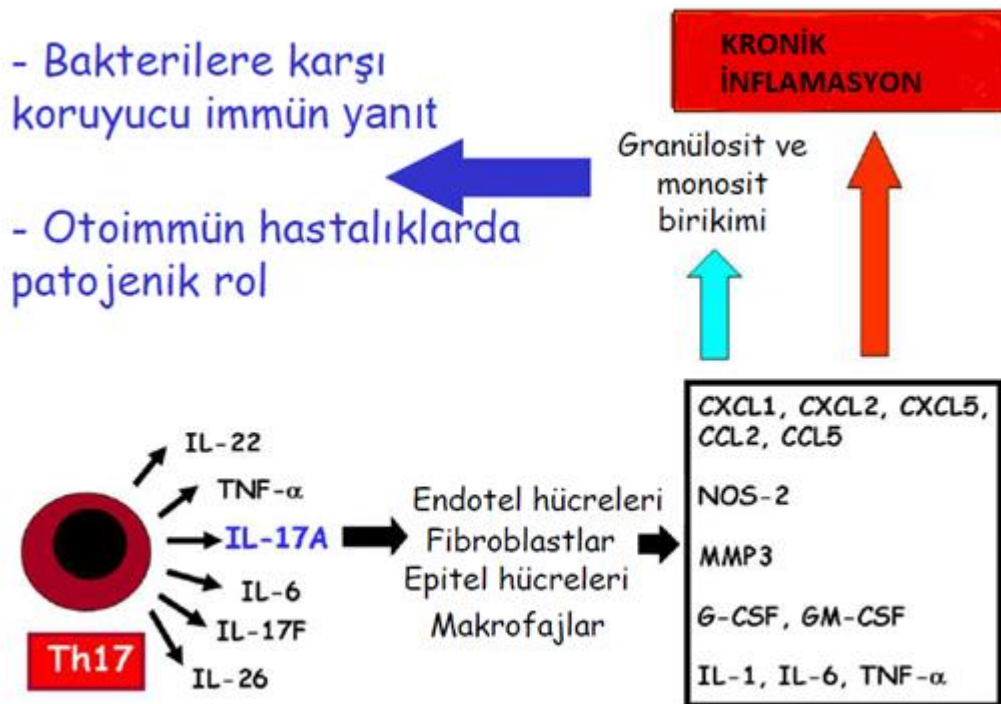 - Bakterilere karşı
koruyucu immün yanıt
- Otoimmün hastalıklarda
patojenik rol
KRONİK
İNFLAMASYON
Granülosit ve
monosit
birikimi
IL-22
TNF-α
IL-17A
IL-6
IL-17F
IL-26
Th17
Endotel hücreleri
Fibroblastlar
Epitel hücreleri
Makrofajlar
CXCL1, CXCL2, CXCL5,
CCL2, CCL5
NOS-2
MMP3
G-CSF, GM-CSF
IL-1, IL-6, TNF-α